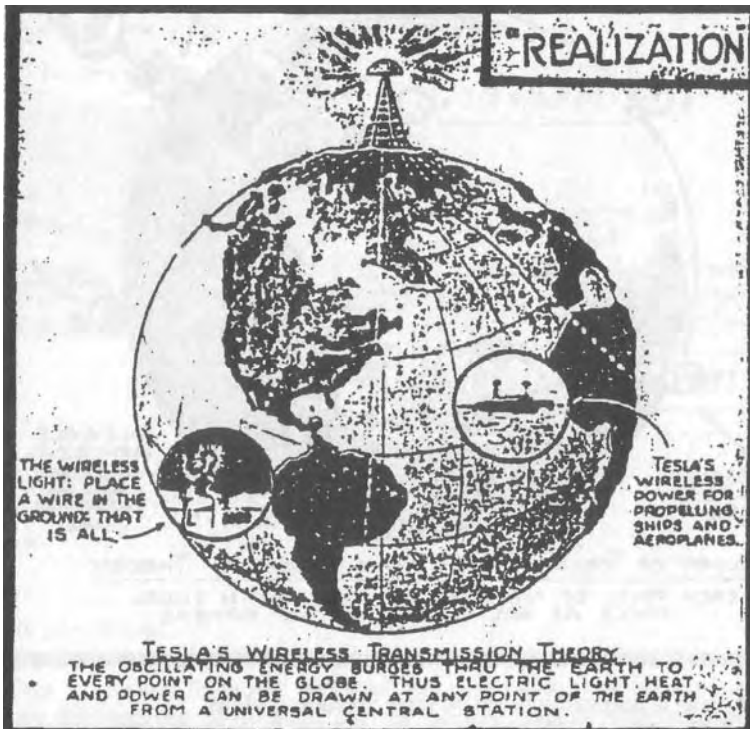 REALIZATION
THE WIRELESS
LIGHT: PLACE
A WIRE IN THE
GROUND: THAT
IS ALL.
TESLA'S
WIRELESS
POWER FOR
PROPELLING
SHIPS AND
AEROPLANES.
TESLA'S WIRELESS TRANSMISSION THEORY
THE OSCILLATING ENERGY SURGES THRU THE EARTH TO
EVERY POINT ON THE GLOBE. THUS ELECTRIC LIGHT, HEAT
AND POWER CAN BE DRAWN AT ANY POINT OF THE EARTH
FROM A UNIVERSAL CENTRAL STATION.